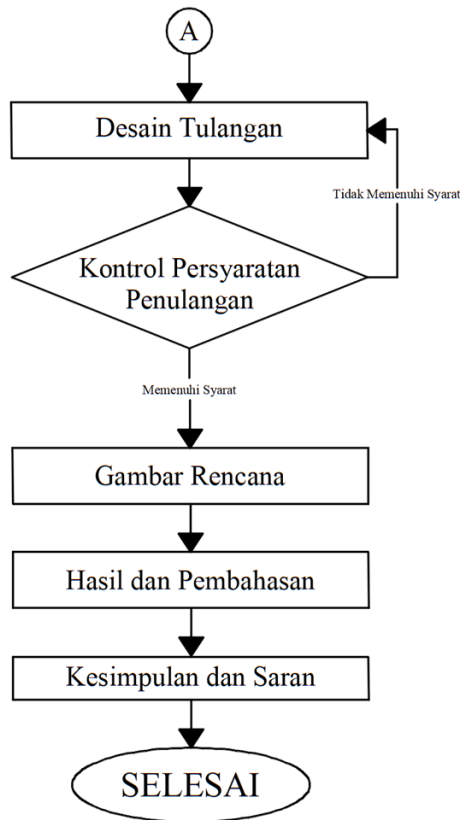 A
Desain Tulangan
Tidak Memenuhi Syarat
Kontrol Persyaratan
Penulangan
Memenuhi Syarat
Gambar Rencana
Hasil dan Pembahasan
Kesimpulan dan Saran
SELESAI